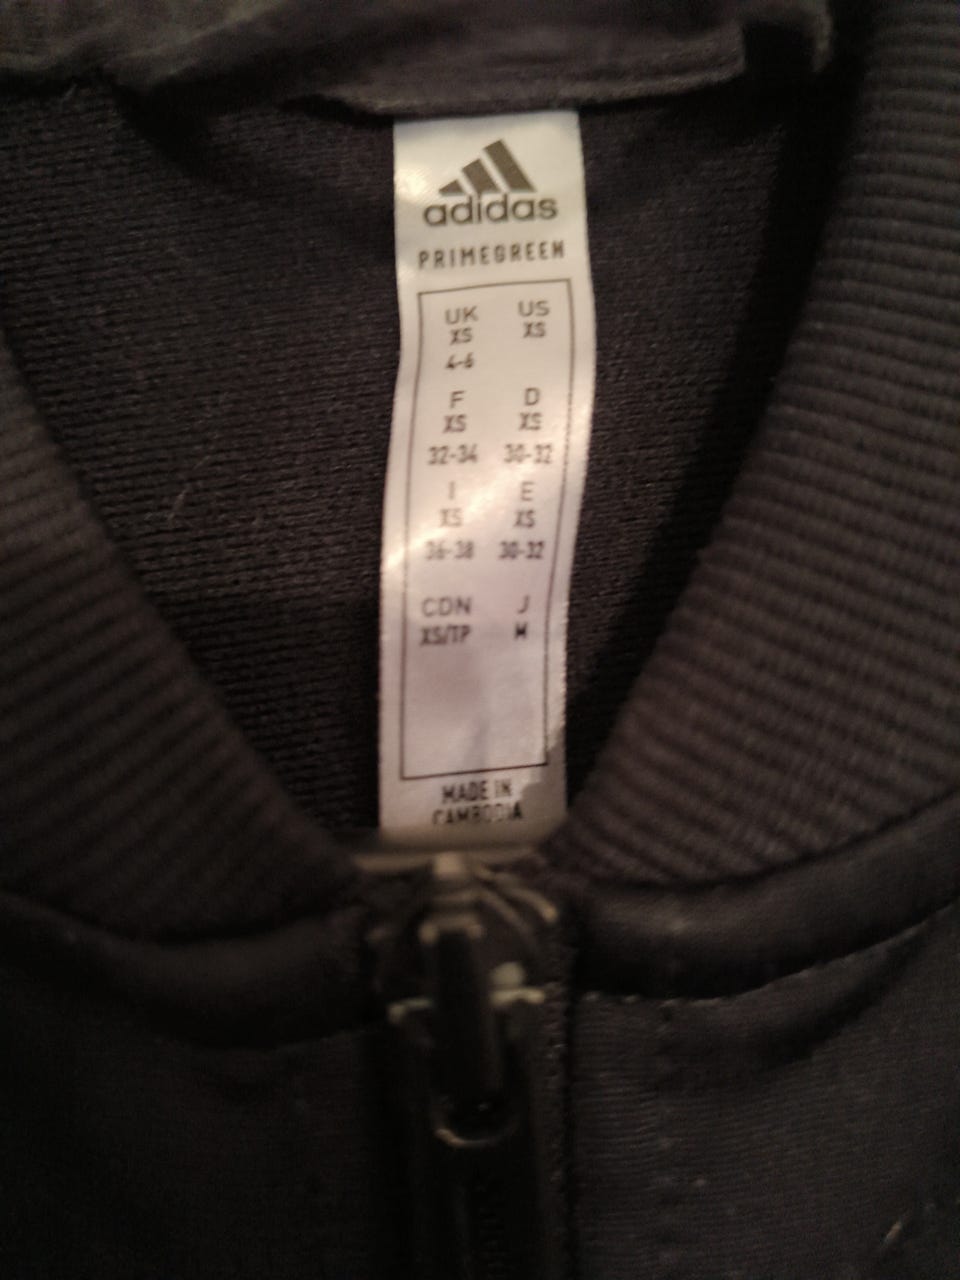 adidas
PRIMEGREEN
UK US
XS XS
4-6
F D
XS XS
32-34 30-32
I E
XS XS
36-38 30-32
CDN J
XS/TP M
MADE IN
CAMBODIA